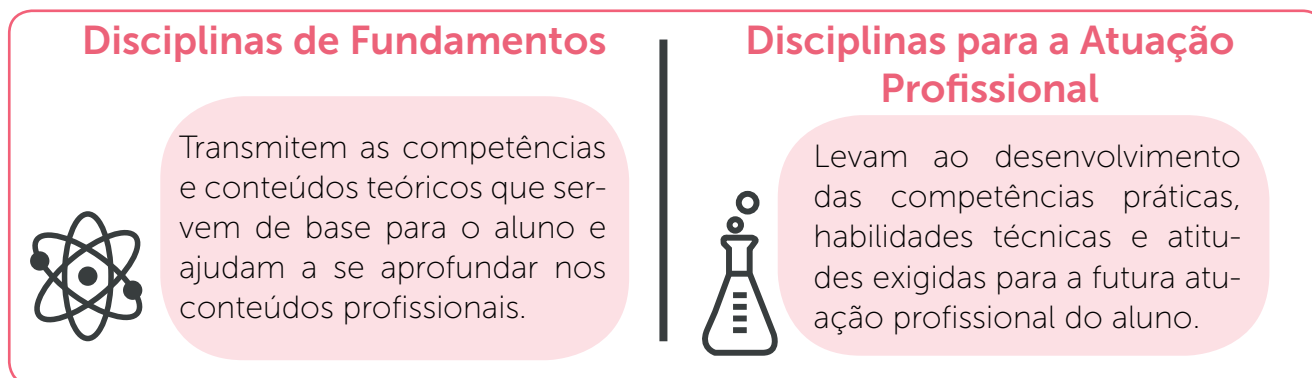 Disciplinas de Fundamentos
Transmitem as competências
e conteúdos teóricos que ser-
vem de base para o aluno e
ajudam a se aprofundar nos
conteúdos profissionais.
Disciplinas para a Atuação
Profissional
Levam ao desenvolvimento
das competências práticas,
habilidades técnicas e atitu-
des exigidas para a futura atu-
ação profissional do aluno.